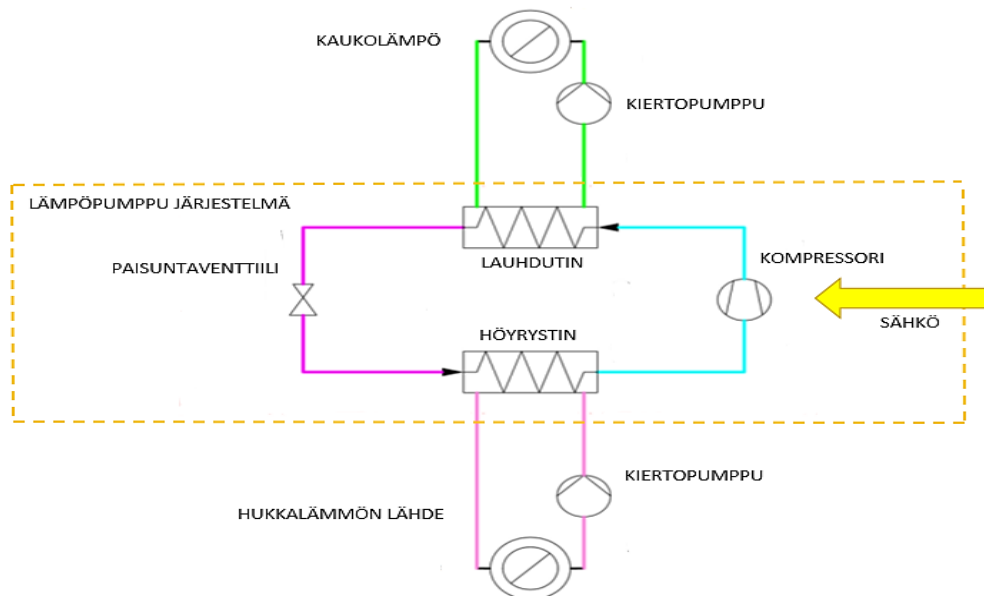 KAUKOLÄMPÖ
KIERTOPUMPPU
LÄMPÖPUMPPU JÄRJESTELMÄ
LAUHDUTIN
KOMPRESSORI
PAISUNTAVENTTIILI
SÄHKÖ
HÖYRYSTIN
KIERTOPUMPPU
HUKKALÄMMÖN LÄHDE